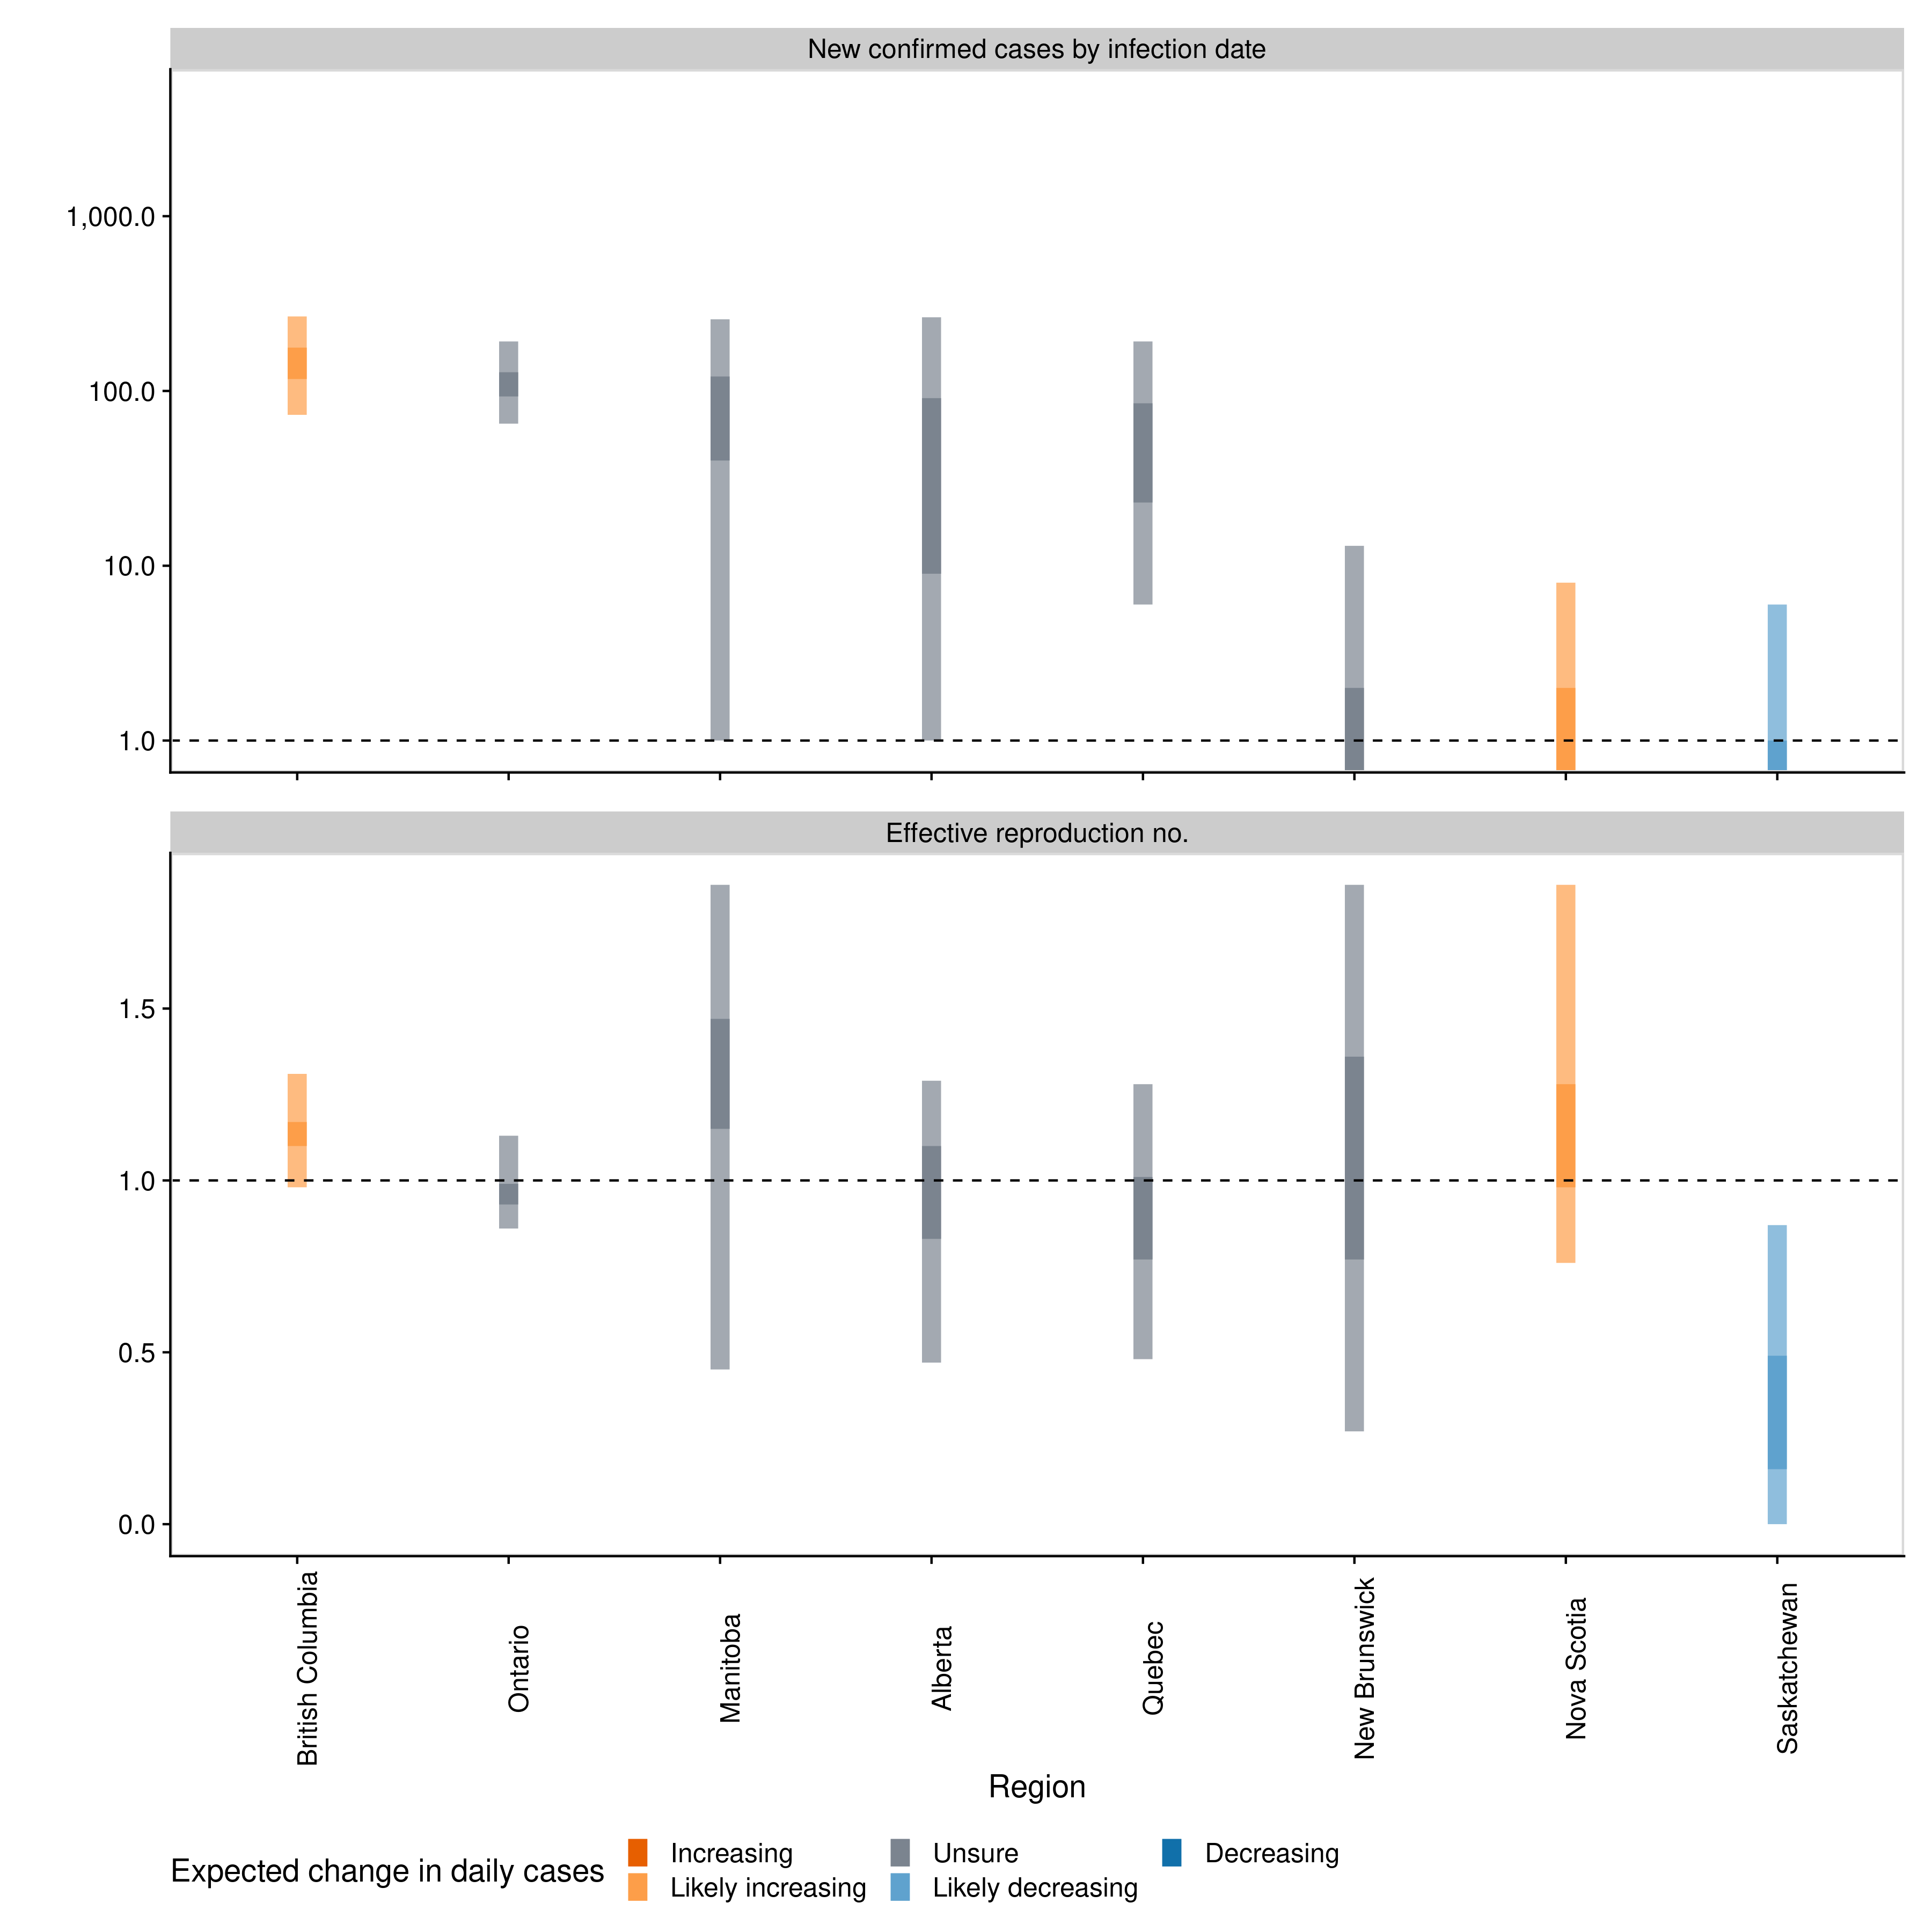 New confirmed cases by infection date
1,000.0
100.0
10.0
1.0
Effective reproduction no.
1.5
1.0
0.5
0.0
British Columbia
Ontario
Manitoba
Alberta
Quebec
New Brunswick
Nova Scotia
Saskatchewan
Region
Expected change in daily cases
Increasing
Likely increasing
Unsure
Likely decreasing
Decreasing